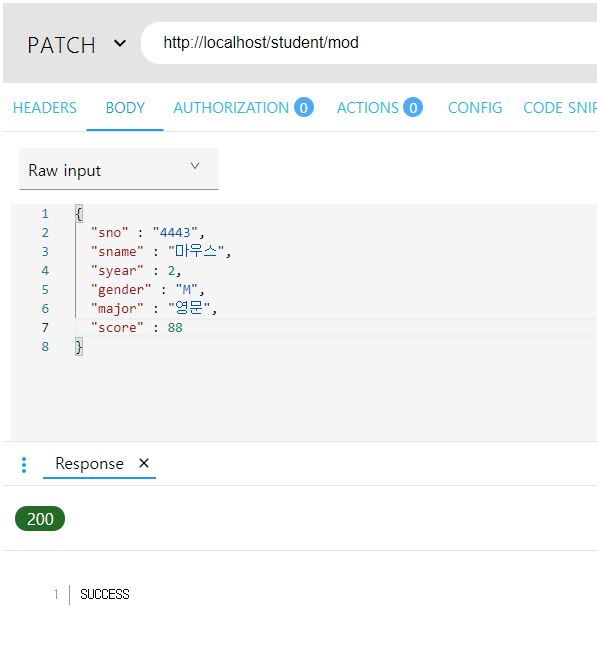 PATCH http://localhost/student/mod
HEADERS BODY AUTHORIZATION 0 ACTIONS 0 CONFIG CODE SNIP
Raw input
1 {
2 "sno" : "4443",
3 "sname" : "마우스",
4 "syear" : 2,
5 "gender" : "M",
6 "major" : "영문",
7 "score" : 88
8 }
Response ×
200
1 SUCCESS